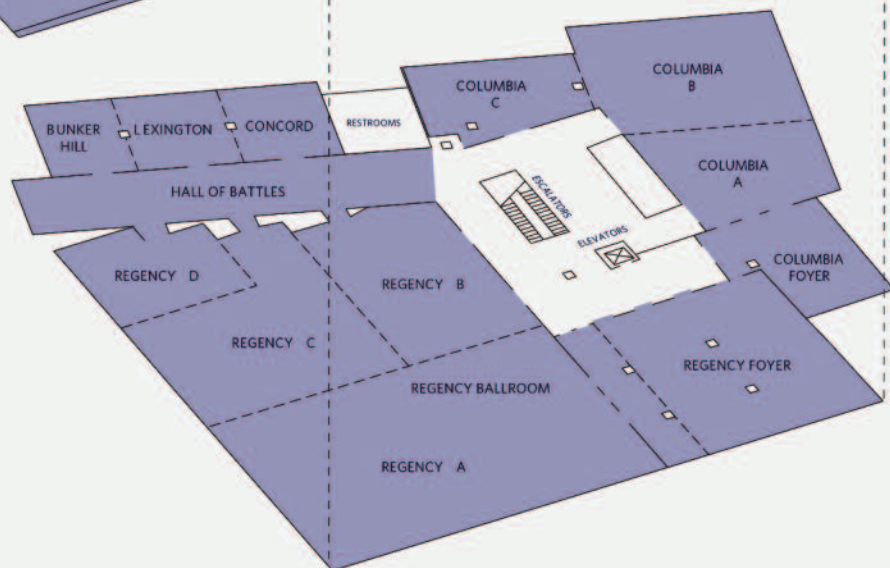 COLUMBIA
B
COLUMBIA
C
RESTROOMS
BUNKER
HILL
LEXINGTON
CONCORD
COLUMBIA
A
HALL OF BATTLES
ESCALATORS
ELEVATORS
COLUMBIA
FOYER
REGENCY D
REGENCY B
REGENCY C
REGENCY FOYER
REGENCY BALLROOM
REGENCY A